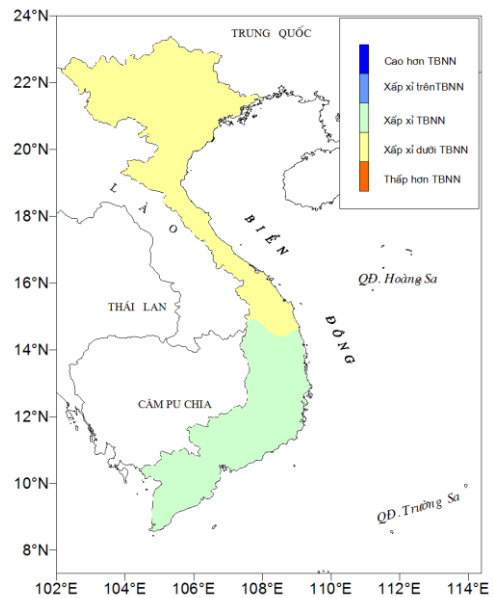 24°N
22°N
20°N
18°N
16°N
14°N
12°N
10°N
8°N
102°E 104°E 106°E 108°E 110°E 112°E 114°E
TRUNG QUỐC
Cao hơn TBNN
Xấp xỉ trênTBNN
Xấp xỉ TBNN
Xấp xỉ dưới TBNN
Thấp hơn TBNN
LÀO
BIỂN
ĐÔNG
QĐ. Hoàng Sa
THÁI LAN
CĂM PU CHIA
QĐ. Trường Sa